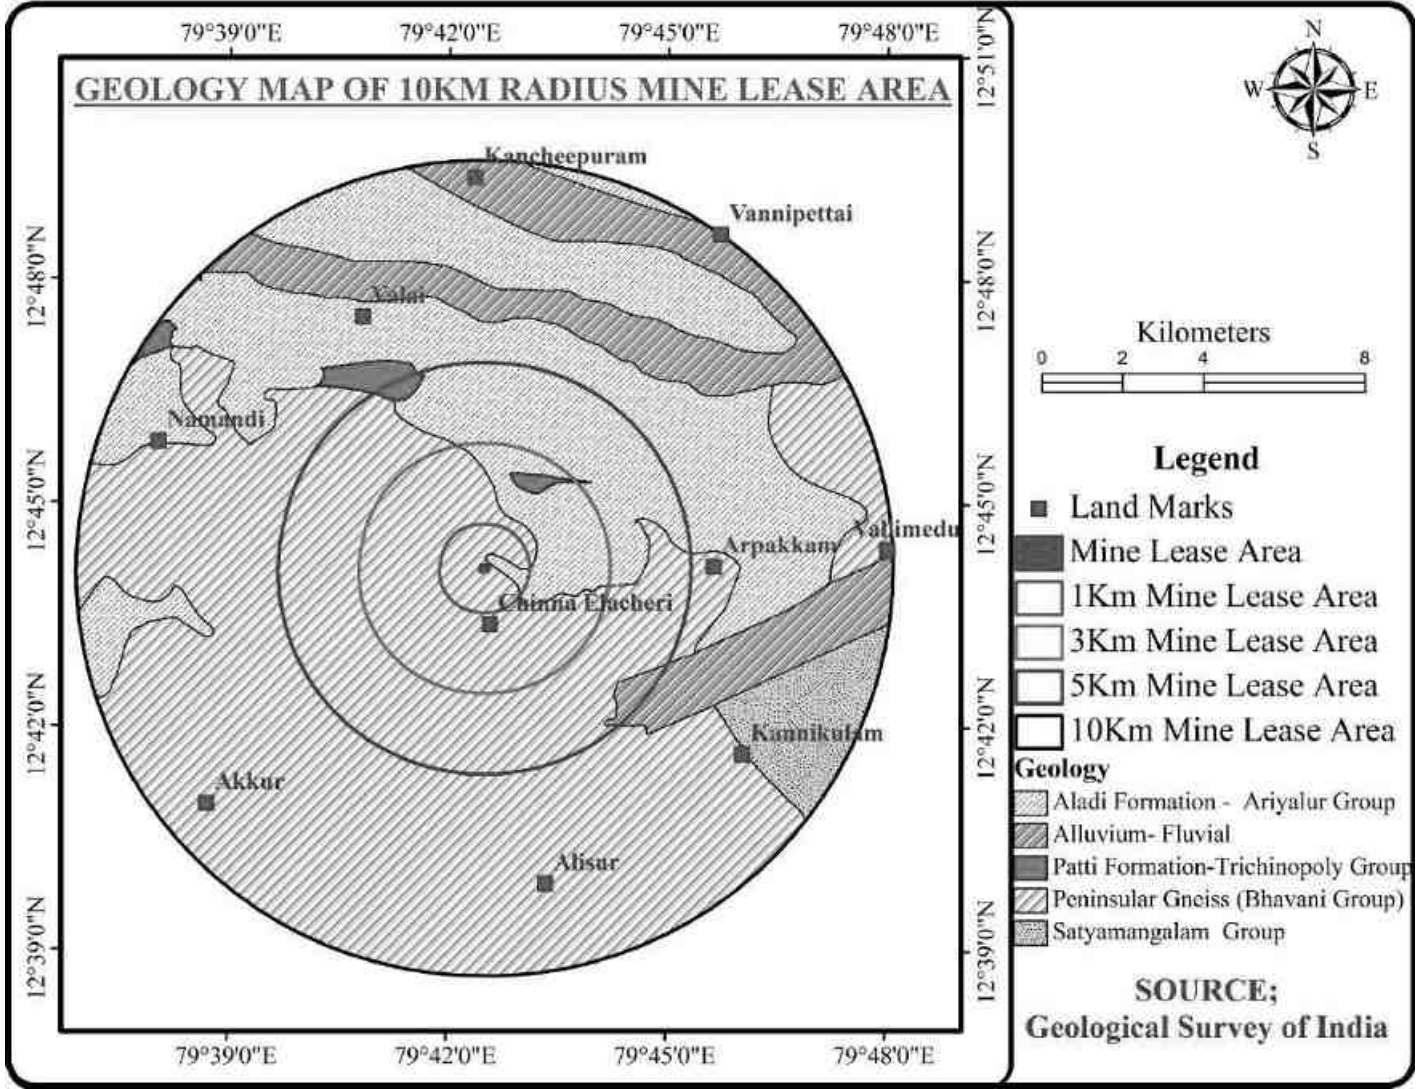 79°39'0"E 79°42'0"E 79°45'0"E 79°48'0"E
12°51'0"N
GEOLOGY MAP OF 10KM RADIUS MINE LEASE AREA
N
W E
S
Kancheepuram
Vannipettai
12°48'0"N 12°48'0"N
Valai
Kilometers
0 2 4 8
Namandi
12°45'0"N 12°45'0"N
Arpakkam
Chinna Elacheri
12°42'0"N 12°42'0"N
Kannikulam
Akkur
Alisur
12°39'0"N 12°39'0"N
79°39'0"E 79°42'0"E 79°45'0"E 79°48'0"E
Legend
Land Marks
Mine Lease Area
1Km Mine Lease Area
3Km Mine Lease Area
5Km Mine Lease Area
10Km Mine Lease Area
Geology
Aladi Formation - Ariyalur Group
Alluvium- Fluvial
Patti Formation-Trichinopoly Group
Peninsular Gneiss (Bhavani Group)
Satyamangalam Group
SOURCE;
Geological Survey of India